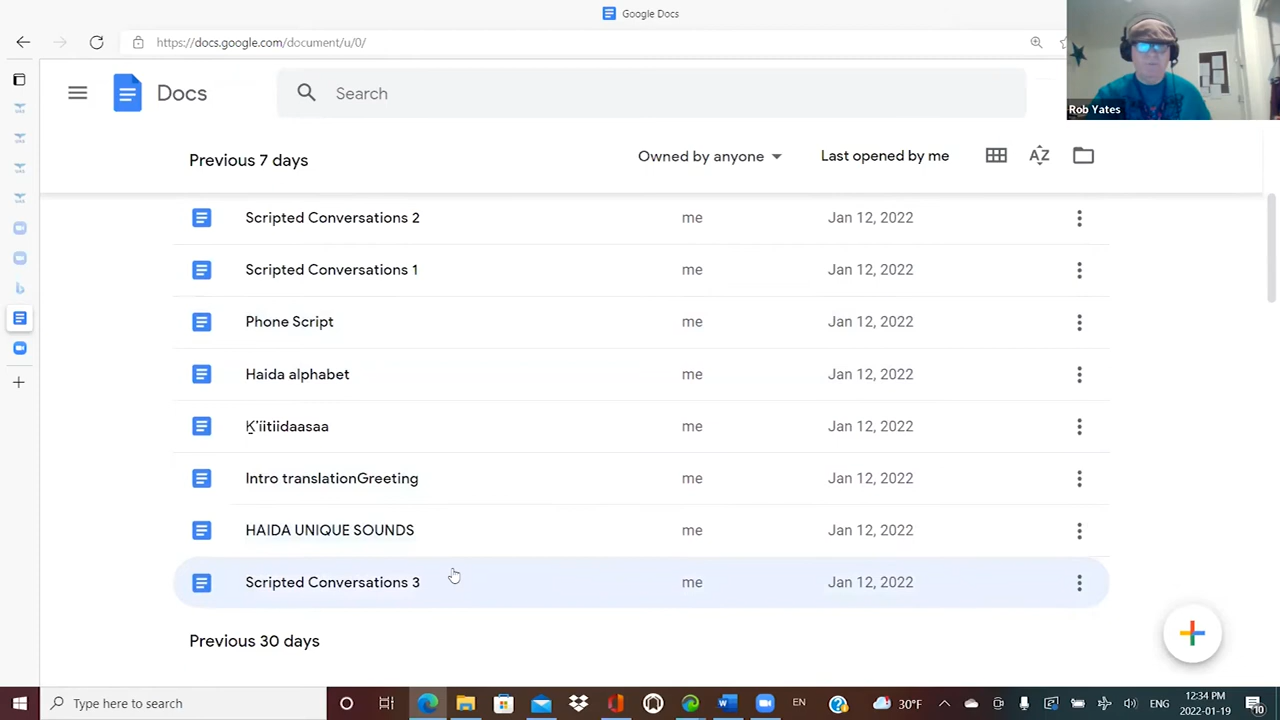 Google Docs
https://docs.google.com/document/u/0/
Docs
Search
Rob Yates
Previous 7 days
Owned by anyone
Last opened by me
AZ
Scripted Conversations 2 me Jan 12, 2022
Scripted Conversations 1 me Jan 12, 2022
Phone Script me Jan 12, 2022
Haida alphabet me Jan 12, 2022
Ḵ'iitiidaasaa me Jan 12, 2022
Intro translationGreeting me Jan 12, 2022
HAIDA UNIQUE SOUNDS me Jan 12, 2022
Scripted Conversations 3 me Jan 12, 2022
Previous 30 days
Type here to search
EN
30°F
ENG
12:34 PM
2022-01-19
10